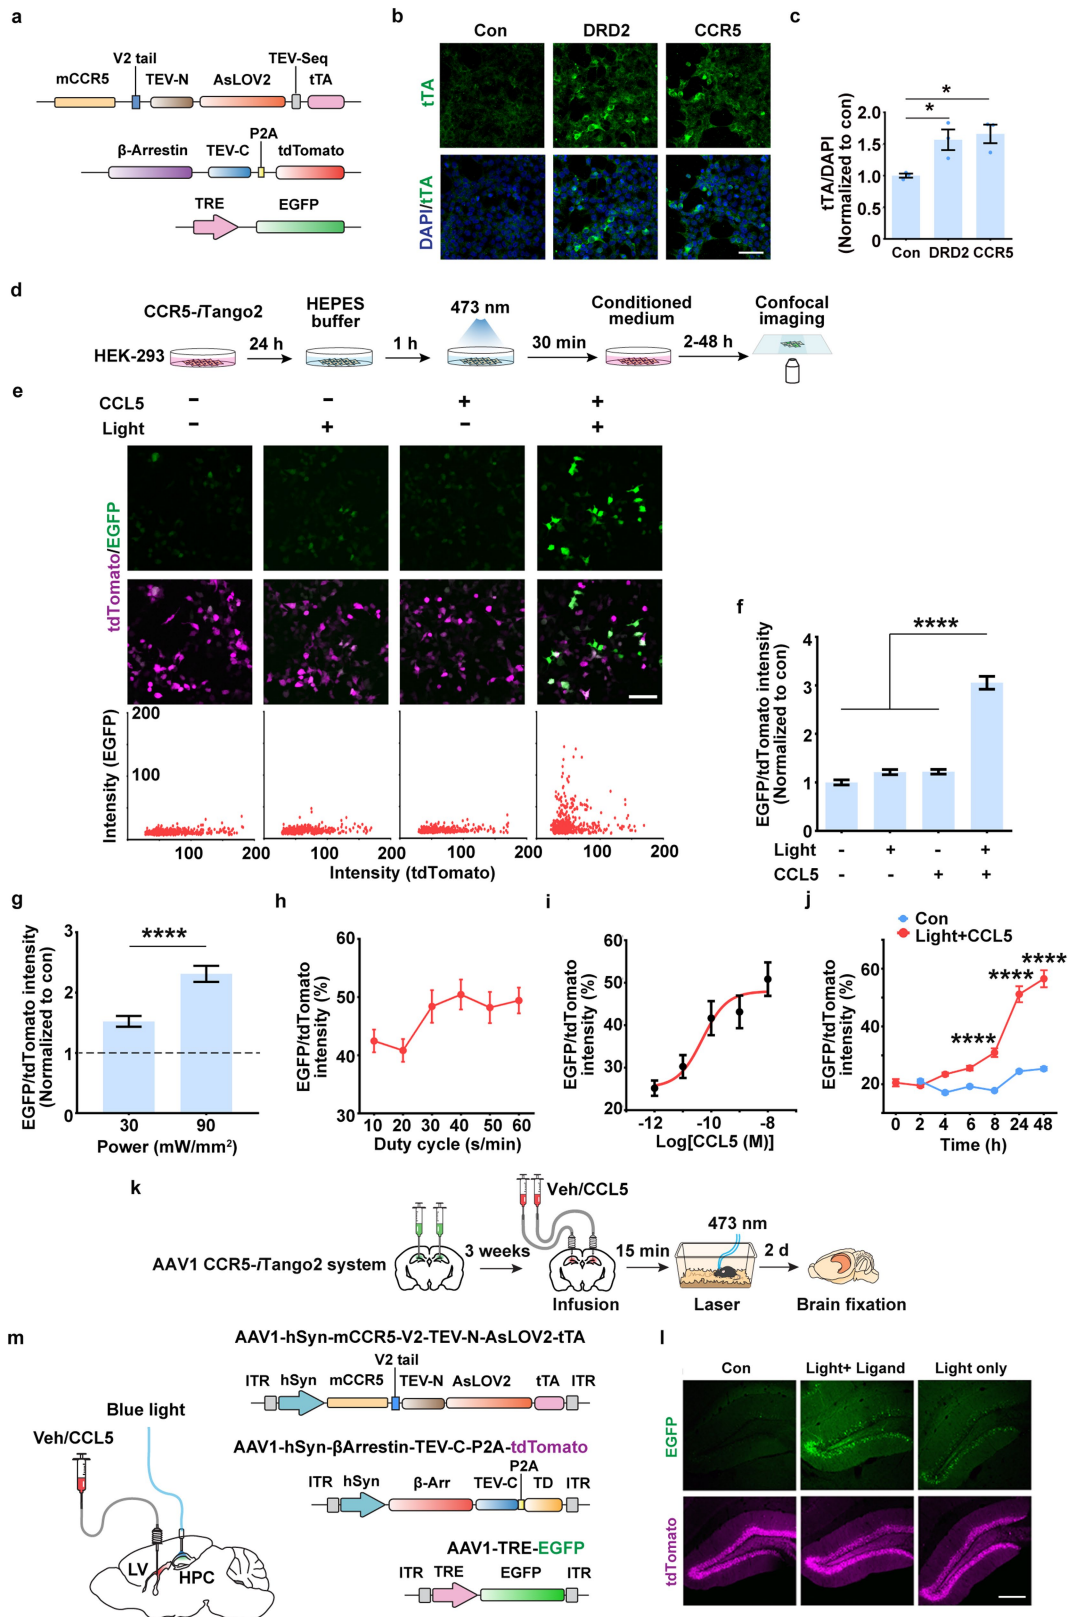 a
V2 tail
TEV-Seq
mCCR5
TEV-N
AsLOV2
tTA
P2A
β-Arrestin
TEV-C
tdTomato
TRE
EGFP
b
Con
DRD2
CCR5
tTA
DAPI/tTA
c
*
*
tTA/DAPI
(Normalized to con)
2.0
1.5
1.0
0.5
0
Con DRD2 CCR5
d
CCR5-iTango2
HEK-293
24 h
HEPES
buffer
1 h
473 nm
30 min
Conditioned
medium
2-48 h
Confocal
imaging
e
CCL5 - - + +
Light - + - +
tdTomato/EGFP
Intensity (EGFP)
200
100
100 200 100 200 100 200 100 200
Intensity (tdTomato)
f
****
EGFP/tdTomato intensity
(Normalized to con)
4
3
2
1
0
Light - + - +
CCL5 - - + +
g
EGFP/tdTomato intensity
(Normalized to con)
3
2
1
0
****
30 90
Power (mW/mm²)
h
EGFP/tdTomato
intensity (%)
60
50
40
30
10 20 30 40 50 60
Duty cycle (s/min)
i
EGFP/tdTomato
intensity (%)
60
50
40
30
20
-12 -10 -8
Log[CCL5 (M)]
j
Con
Light+CCL5
EGFP/tdTomato
intensity (%)
60
40
20
****
****
****
0 2 4 6 8 24 48
Time (h)
k
AAV1 CCR5-iTango2 system
3 weeks
Veh/CCL5
Infusion
15 min
473 nm
Laser
2 d
Brain fixation
m
Blue light
Veh/CCL5
LV
HPC
AAV1-hSyn-mCCR5-V2-TEV-N-AsLOV2-tTA
V2 tail
ITR hSyn mCCR5 TEV-N AsLOV2 tTA ITR
AAV1-hSyn-βArrestin-TEV-C-P2A-tdTomato
P2A
ITR hSyn β-Arr TEV-C TD ITR
AAV1-TRE-EGFP
ITR TRE EGFP ITR
l
Con
Light+ Ligand
Light only
EGFP
tdTomato